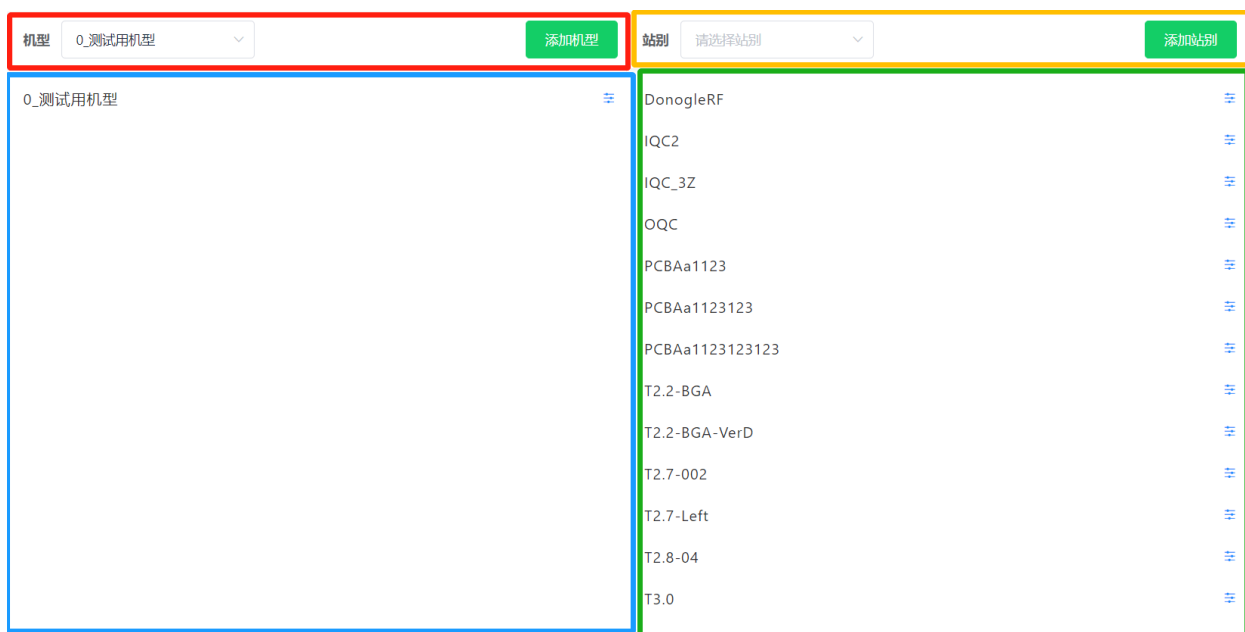 机型 0_测试用机型 添加机型 站别 请选择站别 添加站别
0_测试用机型
DonogleRF
IQC2
IQC_3Z
OQC
PCBAa1123
PCBAa1123123
PCBAa1123123123
T2.2-BGA
T2.2-BGA-VerD
T2.7-002
T2.7-Left
T2.8-04
T3.0